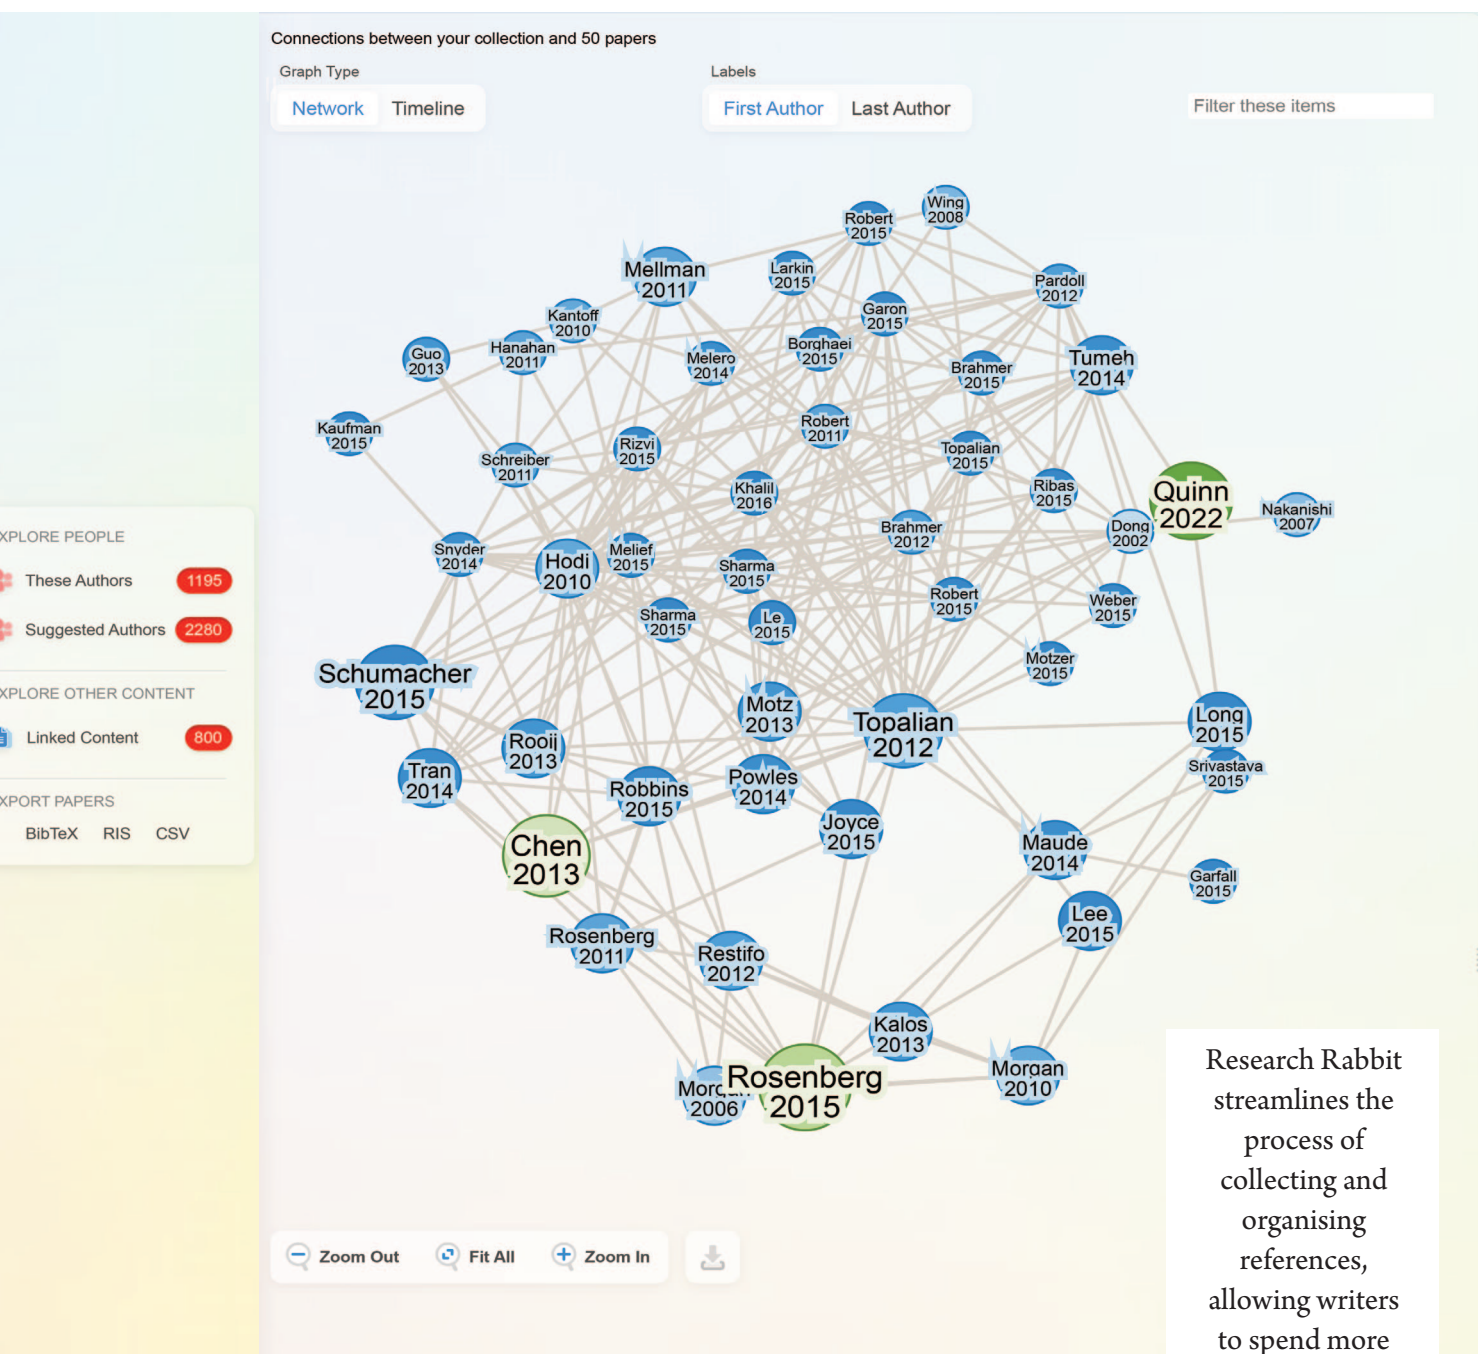 Connections between your collection and 50 papers
Graph Type
Labels
Network Timeline
First Author Last Author
Filter these items
Wing
2008
Robert
2015
Mellman
2011
Larkin
2015
Pardoll
2012
Garon
2015
Kantoff
2010
Hanahan
2011
Guo
2013
Borghaei
2015
Melero
2014
Brahmer
2015
Tumeh
2014
Kaufman
2015
Robert
2011
Rizvi
2015
Topalian
2015
Schreiber
2011
Khalil
2016
Ribas
2015
Quinn
2022
Nakanishi
2007
Dong
2002
Brahmer
2012
Snyder
2014
Hodi
2010
Melief
2015
Sharma
2015
Robert
2015
Weber
2015
Sharma
2015
Le
2015
Motzer
2015
Schumacher
2015
Motz
2013
Topalian
2012
Long
2015
Rooij
2013
Srivastava
2015
Tran
2014
Robbins
2015
Powles
2014
Joyce
2015
Maude
2014
Chen
2013
Garfall
2015
Lee
2015
Rosenberg
2011
Restifo
2012
Kalos
2013
Morgan
2010
2006
Rosenberg
2015
XPLORE PEOPLE
These Authors 1195
Suggested Authors 2280
XPLORE OTHER CONTENT
Linked Content 800
XPORT PAPERS
BibTeX RIS CSV
Zoom Out Fit All Zoom In
Research Rabbit
streamlines the
process of
collecting and
organising
references,
allowing writers
to spend more